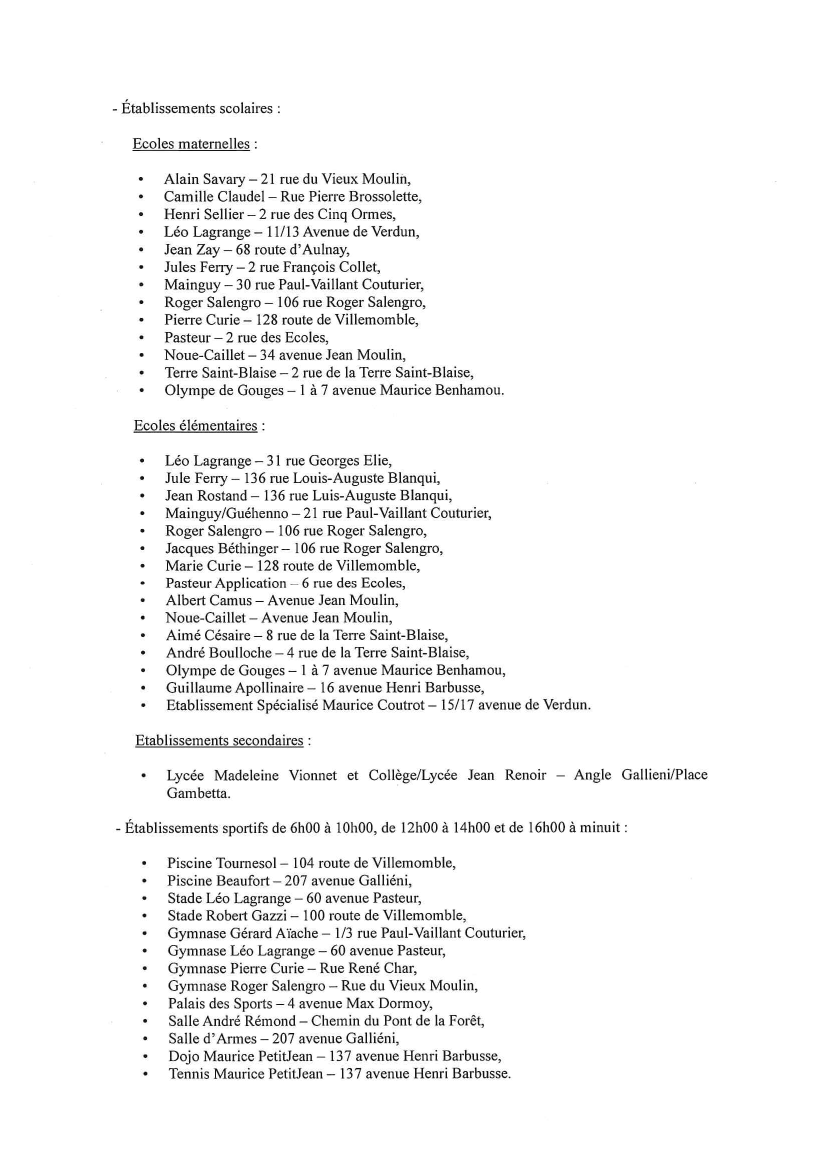 - Établissements scolaires :
Ecoles maternelles :
• Alain Savary – 21 rue du Vieux Moulin,
• Camille Claudel – Rue Pierre Brossolette,
• Henri Sellier – 2 rue des Cinq Ormes,
• Léo Lagrange – 11/13 Avenue de Verdun,
• Jean Zay – 68 route d'Aulnay,
• Jules Ferry – 2 rue François Collet,
• Mainguy – 30 rue Paul-Vaillant Couturier,
• Roger Salengro – 106 rue Roger Salengro,
• Pierre Curie – 128 route de Villemomble,
• Pasteur – 2 rue des Ecoles,
• Noue-Caillet – 34 avenue Jean Moulin,
• Terre Saint-Blaise – 2 rue de la Terre Saint-Blaise,
• Olympe de Gouges – 1 à 7 avenue Maurice Benhamou.
Ecoles élémentaires :
• Léo Lagrange – 31 rue Georges Elie,
• Jule Ferry – 136 rue Louis-Auguste Blanqui,
• Jean Rostand – 136 rue Luis-Auguste Blanqui,
• Mainguy/Guéhenno – 21 rue Paul-Vaillant Couturier,
• Roger Salengro – 106 rue Roger Salengro,
• Jacques Béthinger – 106 rue Roger Salengro,
• Marie Curie – 128 route de Villemomble,
• Pasteur Application – 6 rue des Ecoles,
• Albert Camus – Avenue Jean Moulin,
• Noue-Caillet – Avenue Jean Moulin,
• Aimé Césaire – 8 rue de la Terre Saint-Blaise,
• André Boulloche – 4 rue de la Terre Saint-Blaise,
• Olympe de Gouges – 1 à 7 avenue Maurice Benhamou,
• Guillaume Apollinaire – 16 avenue Henri Barbusse,
• Etablissement Spécialisé Maurice Coutrot – 15/17 avenue de Verdun.
Etablissements secondaires :
• Lycée Madeleine Vionnet et Collège/Lycée Jean Renoir – Angle Gallieni/Place
Gambetta.
- Établissements sportifs de 6h00 à 10h00, de 12h00 à 14h00 et de 16h00 à minuit :
• Piscine Tournesol – 104 route de Villemomble,
• Piscine Beaufort – 207 avenue Galliéni,
• Stade Léo Lagrange – 60 avenue Pasteur,
• Stade Robert Gazzi – 100 route de Villemomble,
• Gymnase Gérard Aïache – 1/3 rue Paul-Vaillant Couturier,
• Gymnase Léo Lagrange – 60 avenue Pasteur,
• Gymnase Pierre Curie – Rue René Char,
• Gymnase Roger Salengro – Rue du Vieux Moulin,
• Palais des Sports – 4 avenue Max Dormoy,
• Salle André Rémond – Chemin du Pont de la Forêt,
• Salle d'Armes – 207 avenue Galliéni,
• Dojo Maurice PetitJean – 137 avenue Henri Barbusse,
• Tennis Maurice PetitJean – 137 avenue Henri Barbusse.